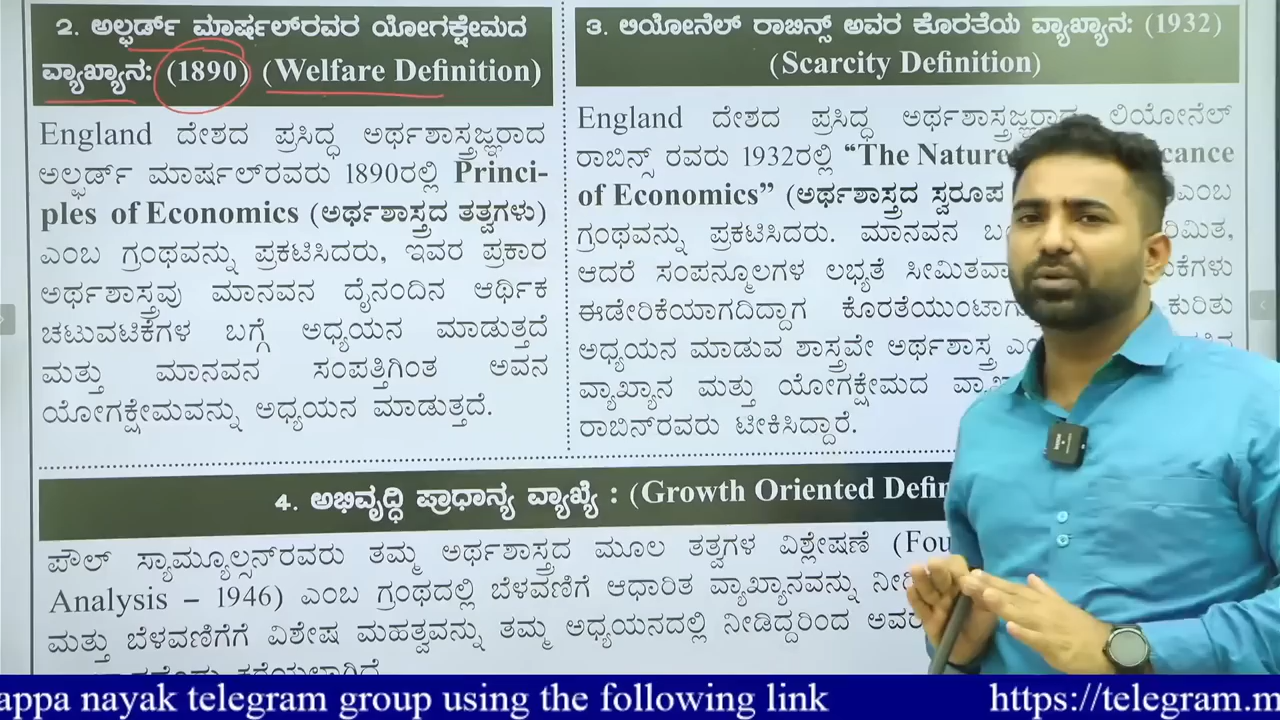 2. ಅಲ್ಫರ್ಡ್ ಮಾರ್ಷಲ್‌ರವರ ಯೋಗಕ್ಷೇಮದ
ವ್ಯಾಖ್ಯಾನ: (1890) (Welfare Definition)
England ದೇಶದ ಪ್ರಸಿದ್ಧ ಅರ್ಥಶಾಸ್ತ್ರಜ್ಞರಾದ
ಅಲ್ಫರ್ಡ್ ಮಾರ್ಷಲ್‌ರವರು 1890ರಲ್ಲಿ Princi-
ples of Economics (ಅರ್ಥಶಾಸ್ತ್ರದ ತತ್ವಗಳು)
ಎಂಬ ಗ್ರಂಥವನ್ನು ಪ್ರಕಟಿಸಿದರು, ಇವರ ಪ್ರಕಾರ
ಅರ್ಥಶಾಸ್ತ್ರವು ಮಾನವನ ದೈನಂದಿನ ಆರ್ಥಿಕ
ಚಟುವಟಿಕೆಗಳ ಬಗ್ಗೆ ಅಧ್ಯಯನ ಮಾಡುತ್ತದೆ
ಮತ್ತು ಮಾನವನ ಸಂಪತ್ತಿಗಿಂತ ಅವನ
ಯೋಗಕ್ಷೇಮವನ್ನು ಅಧ್ಯಯನ ಮಾಡುತ್ತದೆ.
3. ಲಿಯೋನೆಲ್ ರಾಬಿನ್ಸ್ ಅವರ ಕೊರತೆಯ ವ್ಯಾಖ್ಯಾನ: (1932)
(Scarcity Definition)
England ದೇಶದ ಪ್ರಸಿದ್ಧ ಅರ್ಥಶಾಸ್ತ್ರಜ್ಞರಾದ ಲಿಯೋನೆಲ್
ರಾಬಿನ್ಸ್ ರವರು 1932ರಲ್ಲಿ “The Nature
of Economics” (ಅರ್ಥಶಾಸ್ತ್ರದ ಸ್ವರೂಪ ಎಂಬ
ಗ್ರಂಥವನ್ನು ಪ್ರಕಟಿಸಿದರು. ಮಾನವನ
ಆದರೆ ಸಂಪನ್ಮೂಲಗಳ ಲಭ್ಯತೆ
ಈಡೇರಿಕೆಯಾಗದಿದ್ದಾಗ ಕುರಿತು
ಅಧ್ಯಯನ ಮಾಡುವ ಶಾಸ್ತ್ರವೇ ಅರ್ಥಶಾಸ್ತ್ರ
ವ್ಯಾಖ್ಯಾನ ಮತ್ತು ಯೋಗಕ್ಷೇಮದ
ರಾಬಿನ್‌ರವರು ಟೀಕಿಸಿದ್ದಾರೆ.
4. ಅಭಿವೃದ್ಧಿ ಪ್ರಾಧಾನ್ಯ ವ್ಯಾಖ್ಯೆ : (Growth Oriented
ಪೌಲ್ ಸ್ಯಾಮ್ಯೂಲ್ಸನ್‌ರವರು ತಮ್ಮ ಅರ್ಥಶಾಸ್ತ್ರದ ಮೂಲ ತತ್ವಗಳ ವಿಶ್ಲೇಷಣೆ
Analysis – 1946) ಎಂಬ ಗ್ರಂಥದಲ್ಲಿ ಬೆಳವಣಿಗೆ ಆಧಾರಿತ ವ್ಯಾಖ್ಯಾನವನ್ನು
ಮತ್ತು ಬೆಳವಣಿಗೆಗೆ ವಿಶೇಷ ಮಹತ್ವವನ್ನು ತಮ್ಮ ಅಧ್ಯಯನದಲ್ಲಿ ನೀಡಿದ್ದರಿಂದ
appa nayak telegram group using the following link https://telegram.m